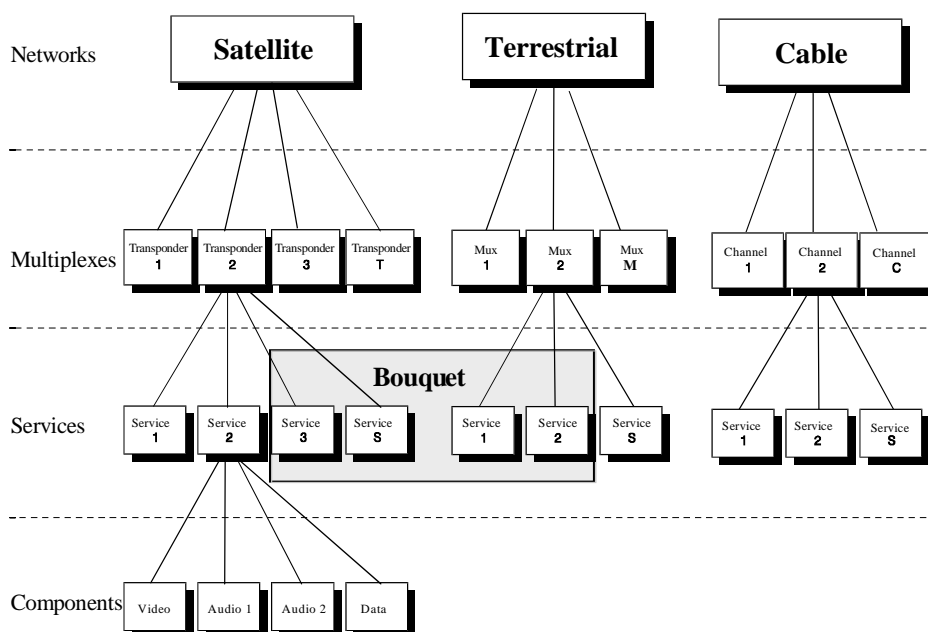 Networks
Satellite
Terrestrial
Cable
Multiplexes
Transponder
1
Transponder
2
Transponder
3
Transponder
T
Mux
1
Mux
2
Mux
M
Channel
1
Channel
2
Channel
C
Bouquet
Services
Service
1
Service
2
Service
3
Service
S
Service
1
Service
2
Service
S
Service
1
Service
2
Service
S
Components
Video
Audio 1
Audio 2
Data